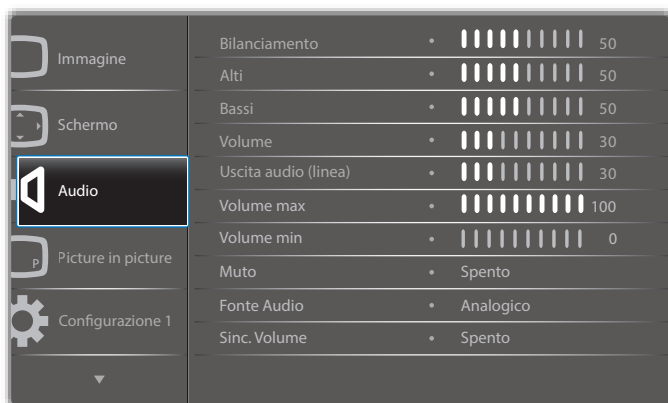 Immagine
Schermo
Audio
P
Picture in picture
Configurazione 1
Bilanciamento • 50
Alti • 50
Bassi • 50
Volume • 30
Uscita audio (linea) • 30
Volume max • 100
Volume min • 0
Muto • Spento
Fonte Audio • Analogico
Sinc. Volume • Spento